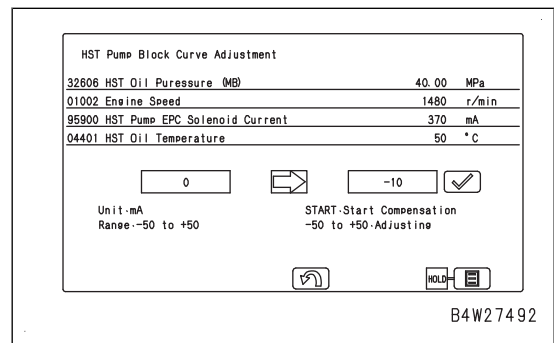 HST Pump Block Curve Adjustment
32606 HST Oil Puressure (MB) 40.00 MPa
01002 Engine Speed 1480 r/min
95900 HST Pump EPC Solenoid Current 370 mA
04401 HST Oil Temperature 50 °C
0 -10
Unit·mA START·Start Compensation
Range·-50 to +50 -50 to +50·Adjusting
HOLD
B4W27492